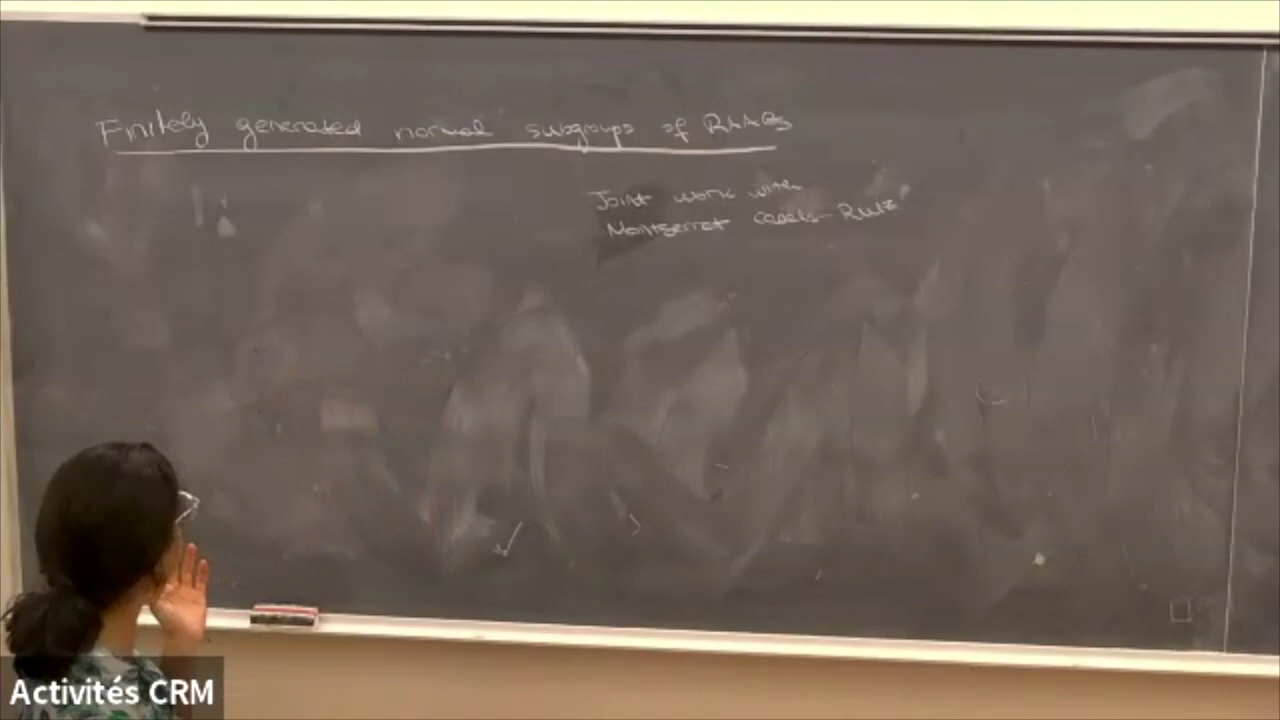 Finitely generated normal subgroups of RAAGs
Joint work with
Montserrat Casals-Ruiz
Activités CRM